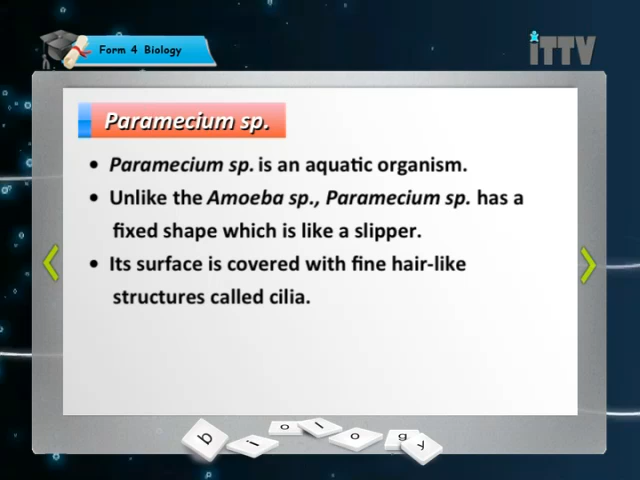 Form 4 Biology
iTTV
Paramecium sp.
• Paramecium sp. is an aquatic organism.
• Unlike the Amoeba sp., Paramecium sp. has a
fixed shape which is like a slipper.
• Its surface is covered with fine hair-like
structures called cilia.
b i o l o g y